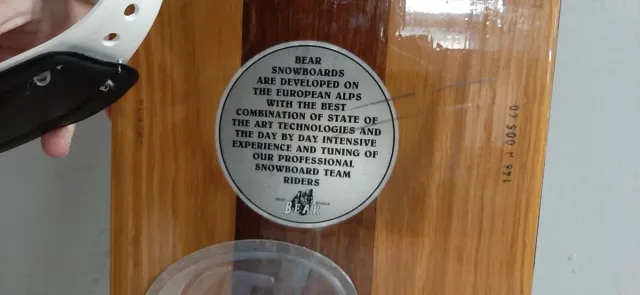 BEAR
SNOWBOARDS
ARE DEVELOPED ON
THE EUROPEAN ALPS
WITH THE BEST
COMBINATION OF STATE OF
THE ART TECHNOLOGIES AND
THE DAY BY DAY INTENSIVE
EXPERIENCE AND TUNING OF
OUR PROFESSIONAL
SNOWBOARD TEAM
RIDERS
BEAR